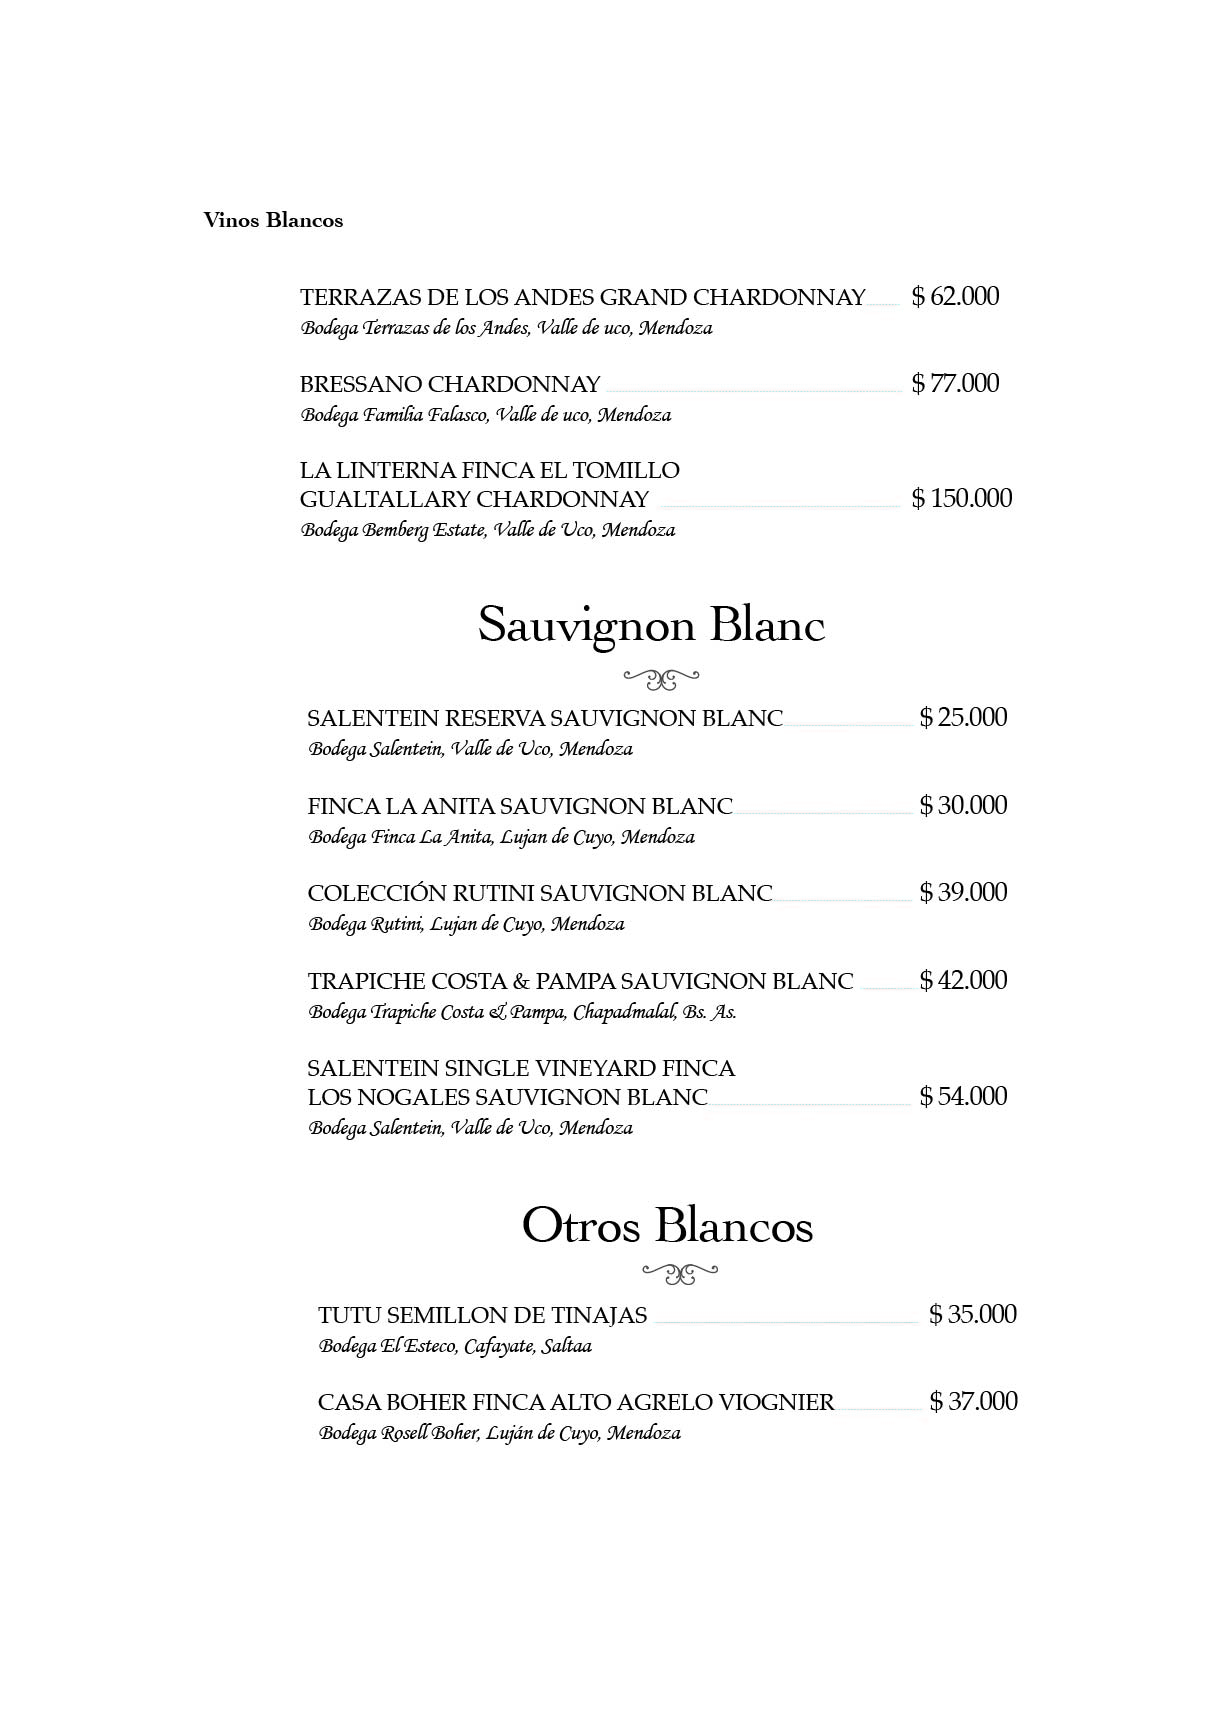 Vinos Blancos
TERRAZAS DE LOS ANDES GRAND CHARDONNAY $ 62.000
Bodega Terrazas de los Andes, Valle de uco, Mendoza
BRESSANO CHARDONNAY $ 77.000
Bodega Familia Falasco, Valle de uco, Mendoza
LA LINTERNA FINCA EL TOMILLO
GUALTALLARY CHARDONNAY $ 150.000
Bodega Bemberg Estate, Valle de Uco, Mendoza
Sauvignon Blanc
SALENTEIN RESERVA SAUVIGNON BLANC $ 25.000
Bodega Salentein, Valle de Uco, Mendoza
FINCA LA ANITA SAUVIGNON BLANC $ 30.000
Bodega Finca La Anita, Lujan de Cuyo, Mendoza
COLECCIÓN RUTINI SAUVIGNON BLANC $ 39.000
Bodega Rutini, Lujan de Cuyo, Mendoza
TRAPICHE COSTA & PAMPA SAUVIGNON BLANC $ 42.000
Bodega Trapiche Costa & Pampa, Chapadmalal, Bs. As.
SALENTEIN SINGLE VINEYARD FINCA
LOS NOGALES SAUVIGNON BLANC $ 54.000
Bodega Salentein, Valle de Uco, Mendoza
Otros Blancos
TUTU SEMILLON DE TINAJAS $ 35.000
Bodega El Esteco, Cafayate, Saltaa
CASA BOHER FINCA ALTO AGRELO VIOGNIER $ 37.000
Bodega Rosell Boher, Luján de Cuyo, Mendoza